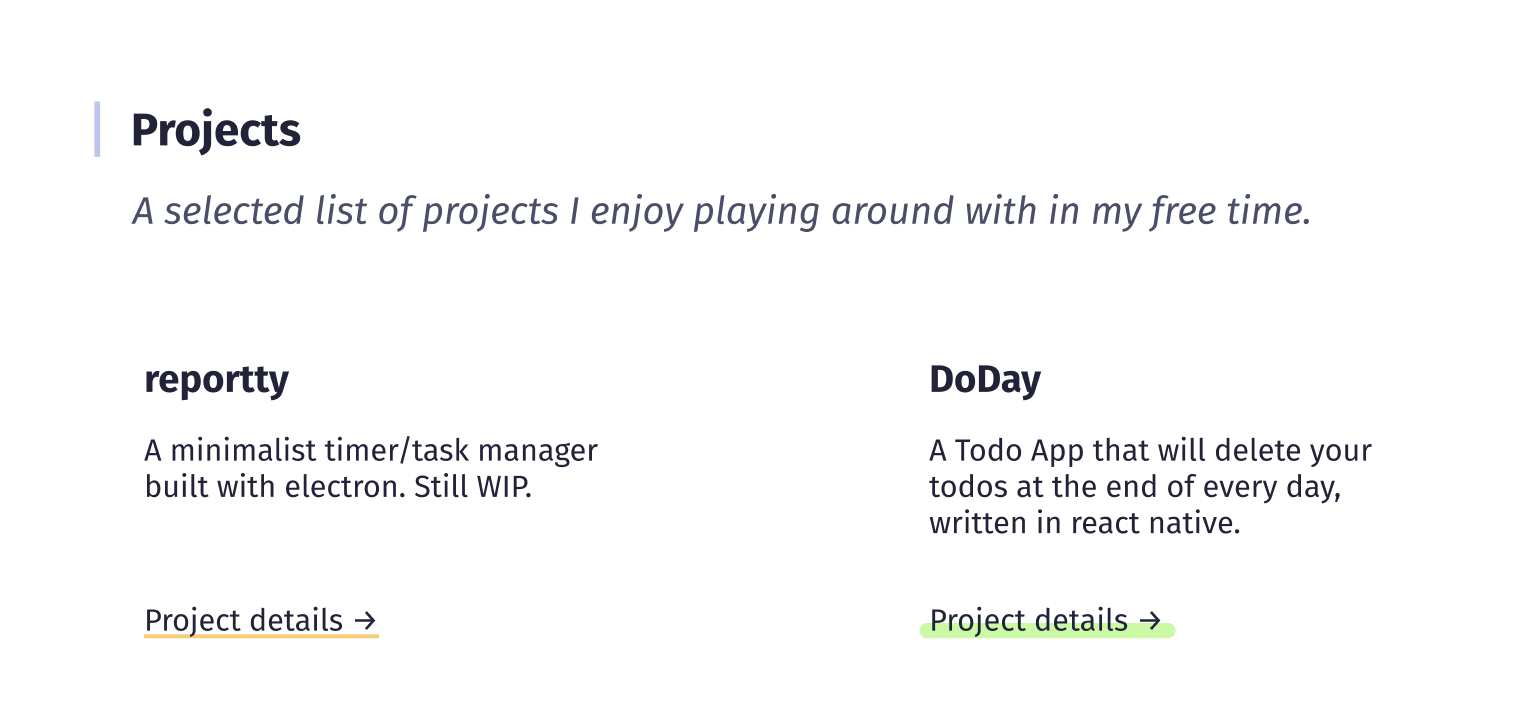 Projects
A selected list of projects I enjoy playing around with in my free time.
reportty
A minimalist timer/task manager
built with electron. Still WIP.
Project details →
DoDay
A Todo App that will delete your
todos at the end of every day,
written in react native.
Project details →